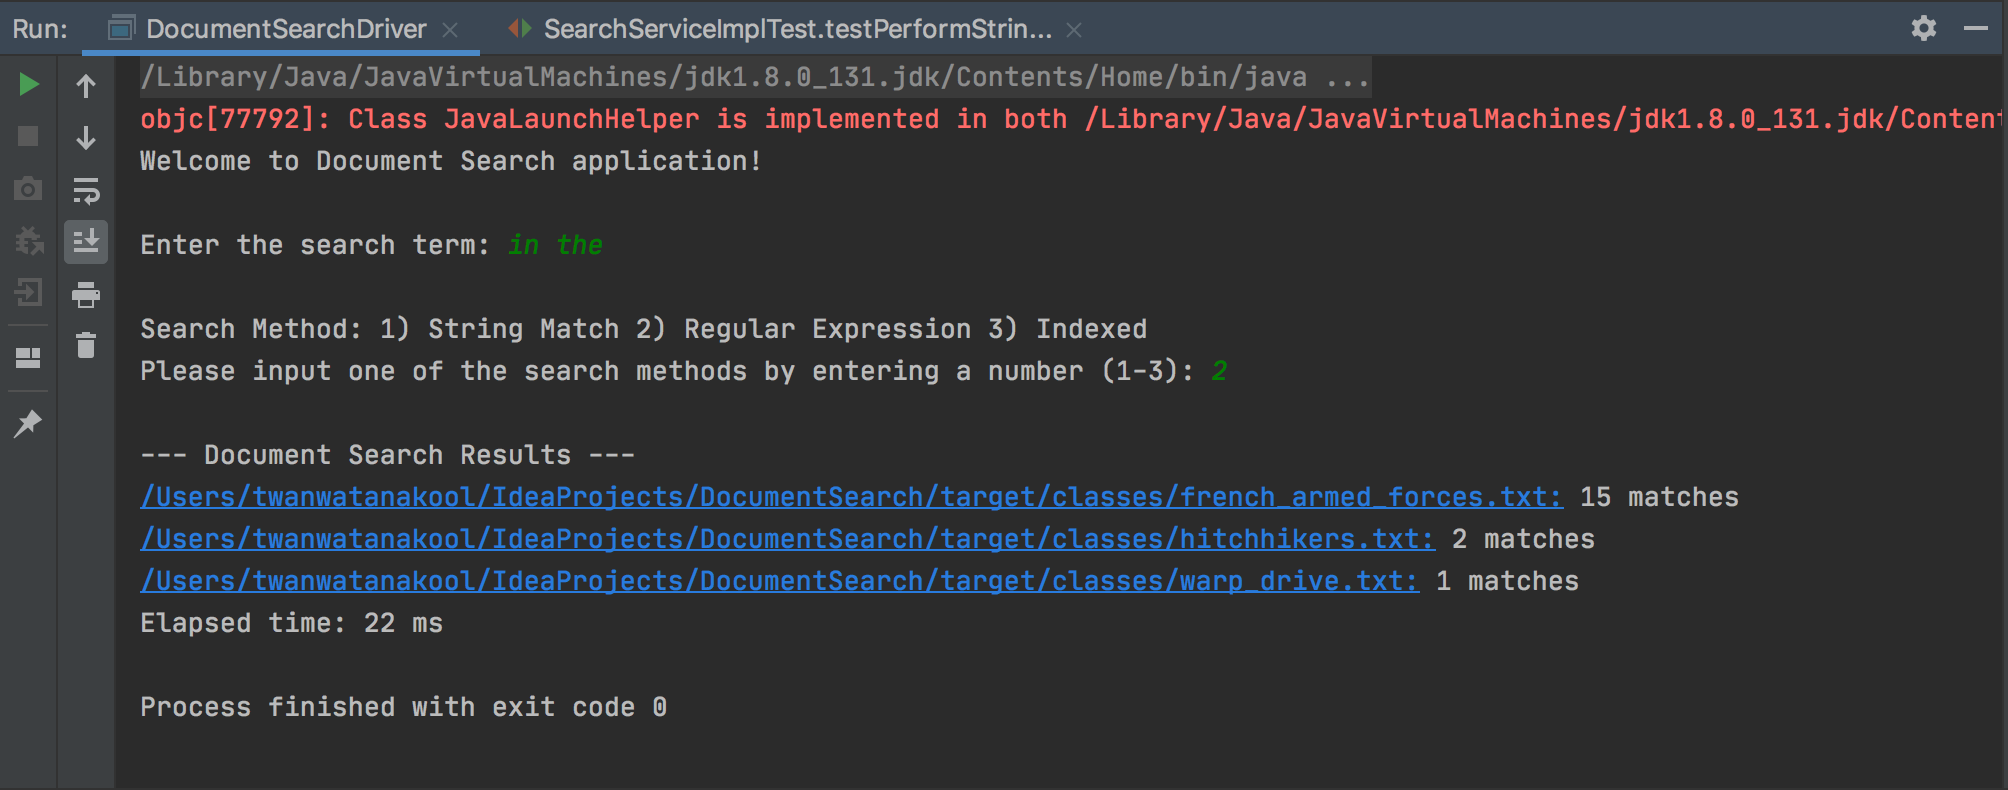 Run: DocumentSearchDriver SearchServiceImplTest.testPerformStrin...
/Library/Java/JavaVirtualMachines/jdk1.8.0_131.jdk/Contents/Home/bin/java ...
objc[77792]: Class JavaLaunchHelper is implemented in both /Library/Java/JavaVirtualMachines/jdk1.8.0_131.jdk/Content
Welcome to Document Search application!
Enter the search term: in the
Search Method: 1) String Match 2) Regular Expression 3) Indexed
Please input one of the search methods by entering a number (1-3): 2
--- Document Search Results ---
/Users/twanwatanakool/IdeaProjects/DocumentSearch/target/classes/french_armed_forces.txt: 15 matches
/Users/twanwatanakool/IdeaProjects/DocumentSearch/target/classes/hitchhikers.txt: 2 matches
/Users/twanwatanakool/IdeaProjects/DocumentSearch/target/classes/warp_drive.txt: 1 matches
Elapsed time: 22 ms
Process finished with exit code 0